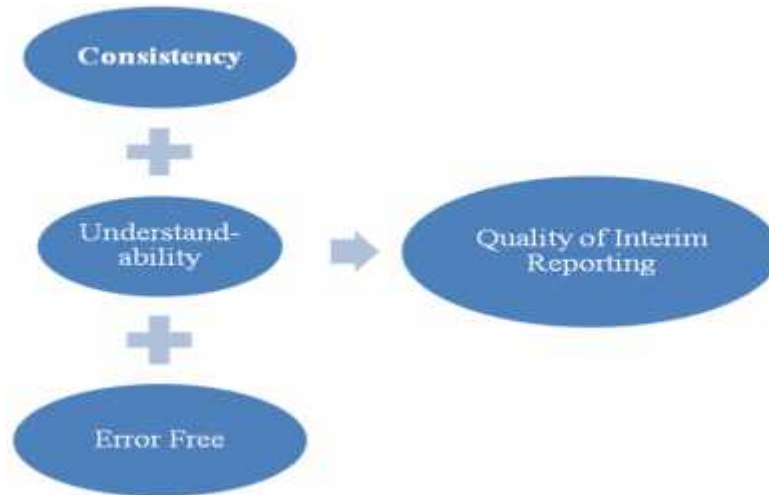 Consistency
Understand-
ability
Quality of Interim
Reporting
Error Free